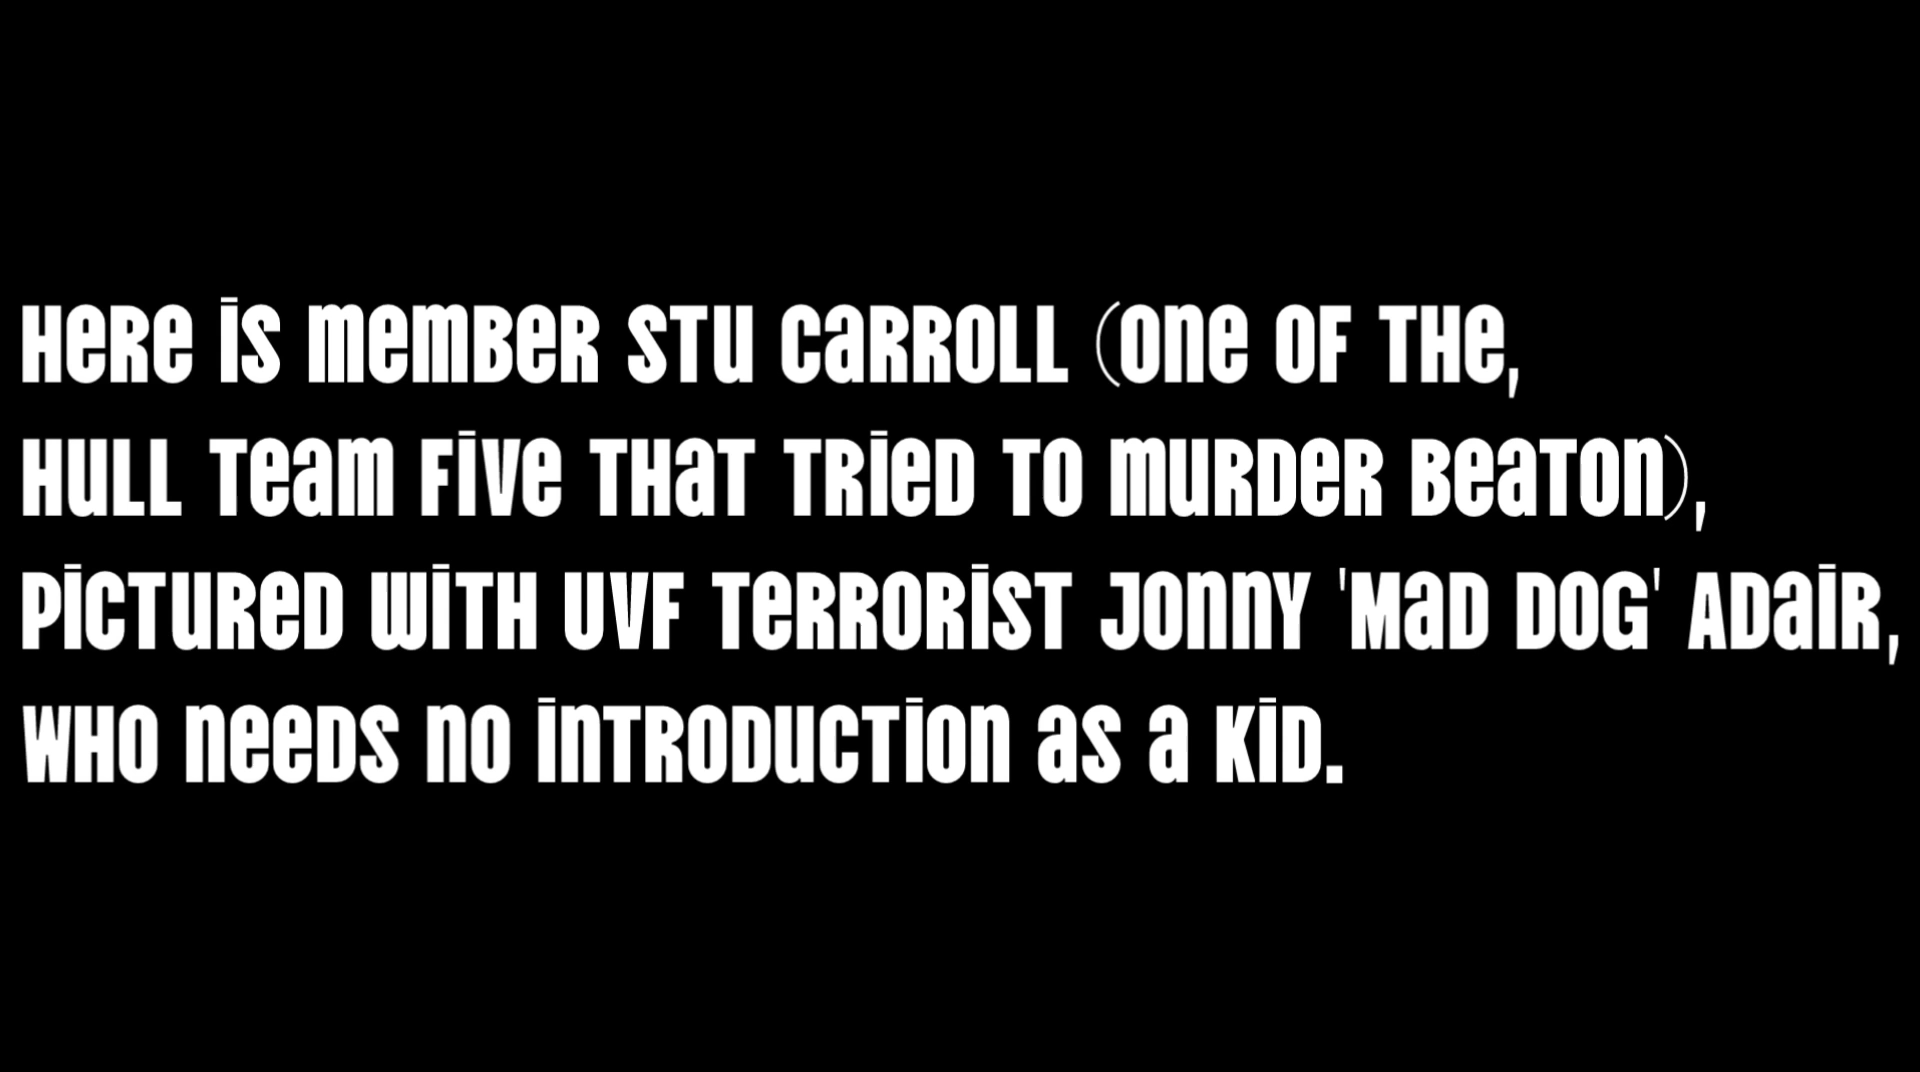 Here is member Stu Carroll (one of the,
Hull Team Five that tried to murder Beaton),
pictured with UVF terrorist Jonny 'Mad Dog' Adair,
who needs no introduction as a kid.